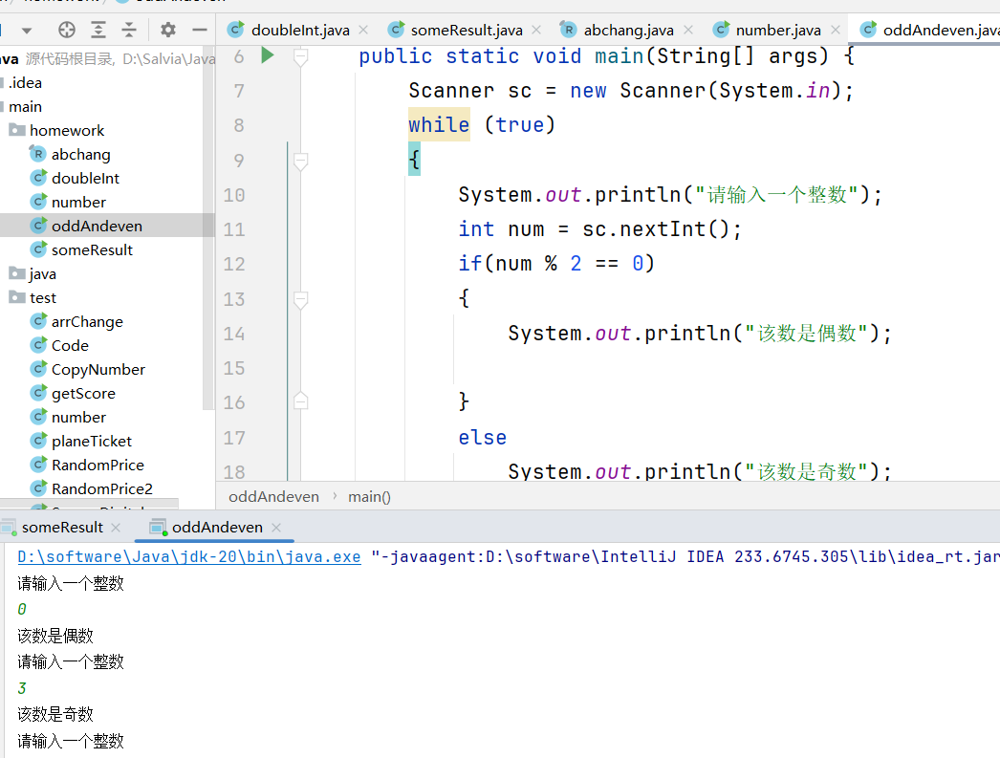 doubleInt.java
someResult.java
abchang.java
number.java
oddAndeven.java
源代码根目录, D:\Salvia\Java
.idea
main
homework
abchang
doubleInt
number
oddAndeven
someResult
java
test
arrChange
Code
CopyNumber
getScore
number
planeTicket
RandomPrice
RandomPrice2
6 public static void main(String[] args) {
7 Scanner sc = new Scanner(System.in);
8 while (true)
9 {
10 System.out.println("请输入一个整数");
11 int num = sc.nextInt();
12 if(num % 2 == 0)
13 {
14 System.out.println("该数是偶数");
15
16 }
17 else
18 System.out.println("该数是奇数");
oddAndeven › main()
someResult
oddAndeven
D:\software\Java\jdk-20\bin\java.exe "-javaagent:D:\software\IntelliJ IDEA 233.6745.305\lib\idea_rt.jar
请输入一个整数
0
该数是偶数
请输入一个整数
3
该数是奇数
请输入一个整数